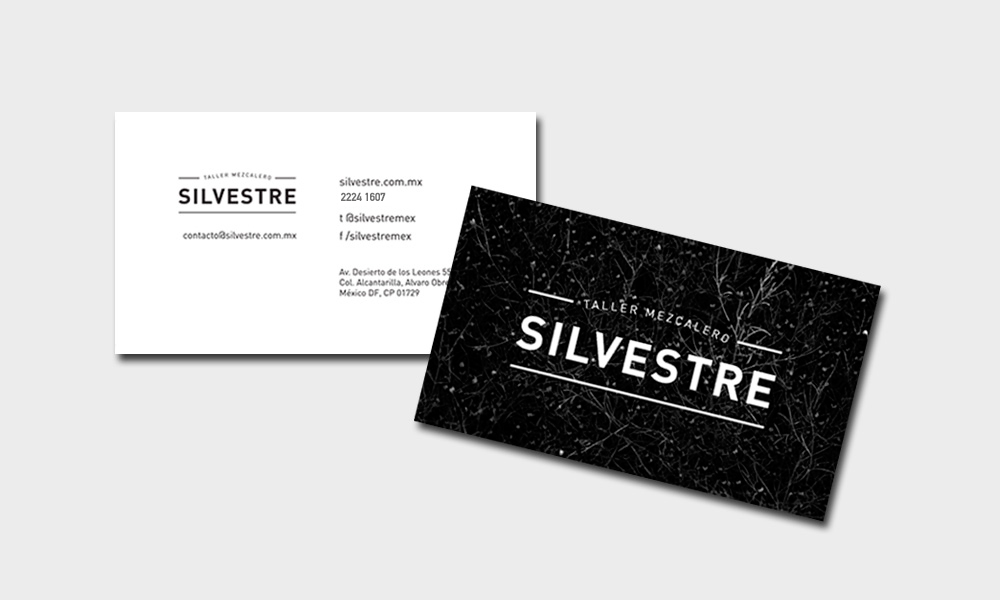 TALLER MEZCALERO
SILVESTRE
contacto@silvestre.com.mx
silvestre.com.mx
2224 1607
t @silvestremex
f /silvestremex
Av. Desierto de los Leones
Col. Alcantarilla, Alvaro
México DF, CP 01729
TALLER MEZCALERO
SILVESTRE